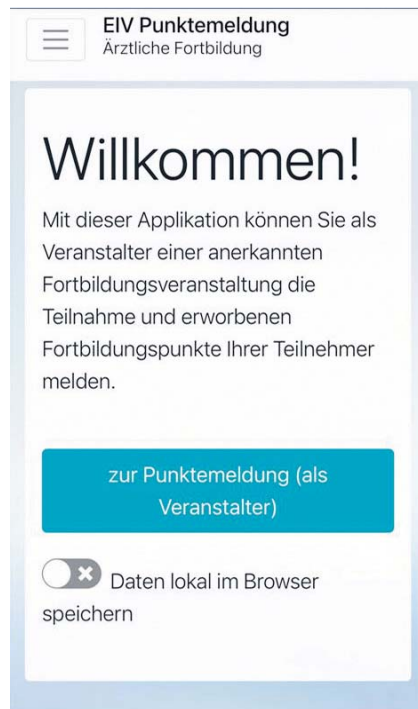 EIV Punktemeldung
Ärztliche Fortbildung
Willkommen!
Mit dieser Applikation können Sie als
Veranstalter einer anerkannten
Fortbildungsveranstaltung die
Teilnahme und erworbenen
Fortbildungspunkte Ihrer Teilnehmer
melden.
zur Punktemeldung (als
Veranstalter)
Daten lokal im Browser
speichern